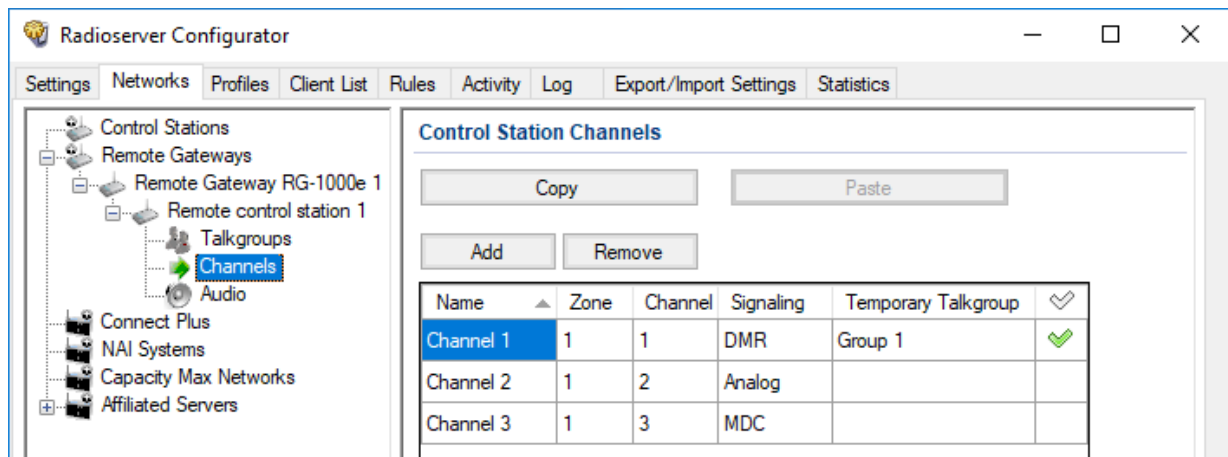 Radioserver Configurator
Settings Networks Profiles Client List Rules Activity Log Export/Import Settings Statistics
Control Stations
Remote Gateways
Remote Gateway RG-1000e 1
Remote control station 1
Talkgroups
Channels
Audio
Connect Plus
NAI Systems
Capacity Max Networks
Affiliated Servers
Control Station Channels
Copy Paste
Add Remove
Name Zone Channel Signaling Temporary Talkgroup
Channel 1 1 1 DMR Group 1
Channel 2 1 2 Analog
Channel 3 1 3 MDC